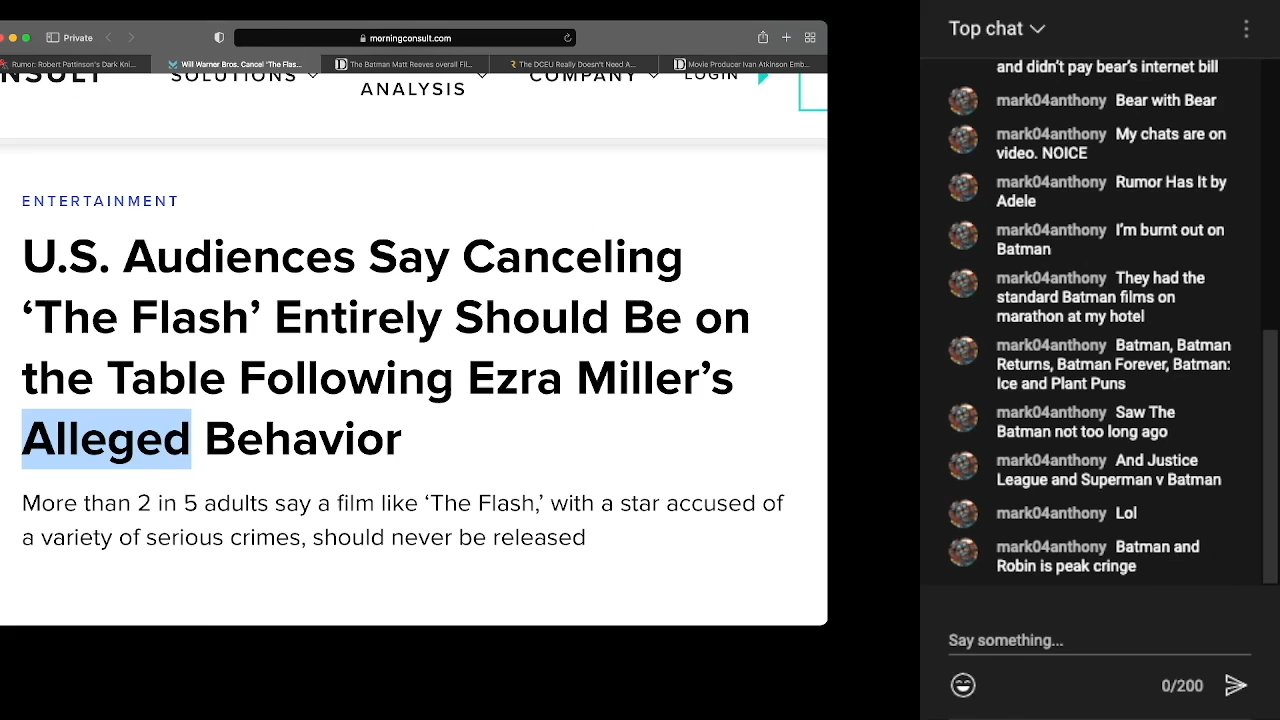 Private
morningconsult.com
Rumor: Robert Pattinson's Dark Kni...
Will Warner Bros. Cancel 'The Flas...
The Batman Matt Reeves overall Fil...
The DCEU Really Doesn't Need A...
Movie Producer Ivan Atkinson Emb...
SOLUTIONS
ANALYSIS
COMPANY
LOGIN
ENTERTAINMENT
U.S. Audiences Say Canceling
‘The Flash’ Entirely Should Be on
the Table Following Ezra Miller’s
Alleged Behavior
More than 2 in 5 adults say a film like ‘The Flash,’ with a star accused of
a variety of serious crimes, should never be released
Top chat
and didn’t pay bear’s internet bill
mark04anthony Bear with Bear
mark04anthony My chats are on
video. NOICE
mark04anthony Rumor Has It by
Adele
mark04anthony I’m burnt out on
Batman
mark04anthony They had the
standard Batman films on
marathon at my hotel
mark04anthony Batman, Batman
Returns, Batman Forever, Batman:
Ice and Plant Puns
mark04anthony Saw The
Batman not too long ago
mark04anthony And Justice
League and Superman v Batman
mark04anthony Lol
mark04anthony Batman and
Robin is peak cringe
Say something...
0/200